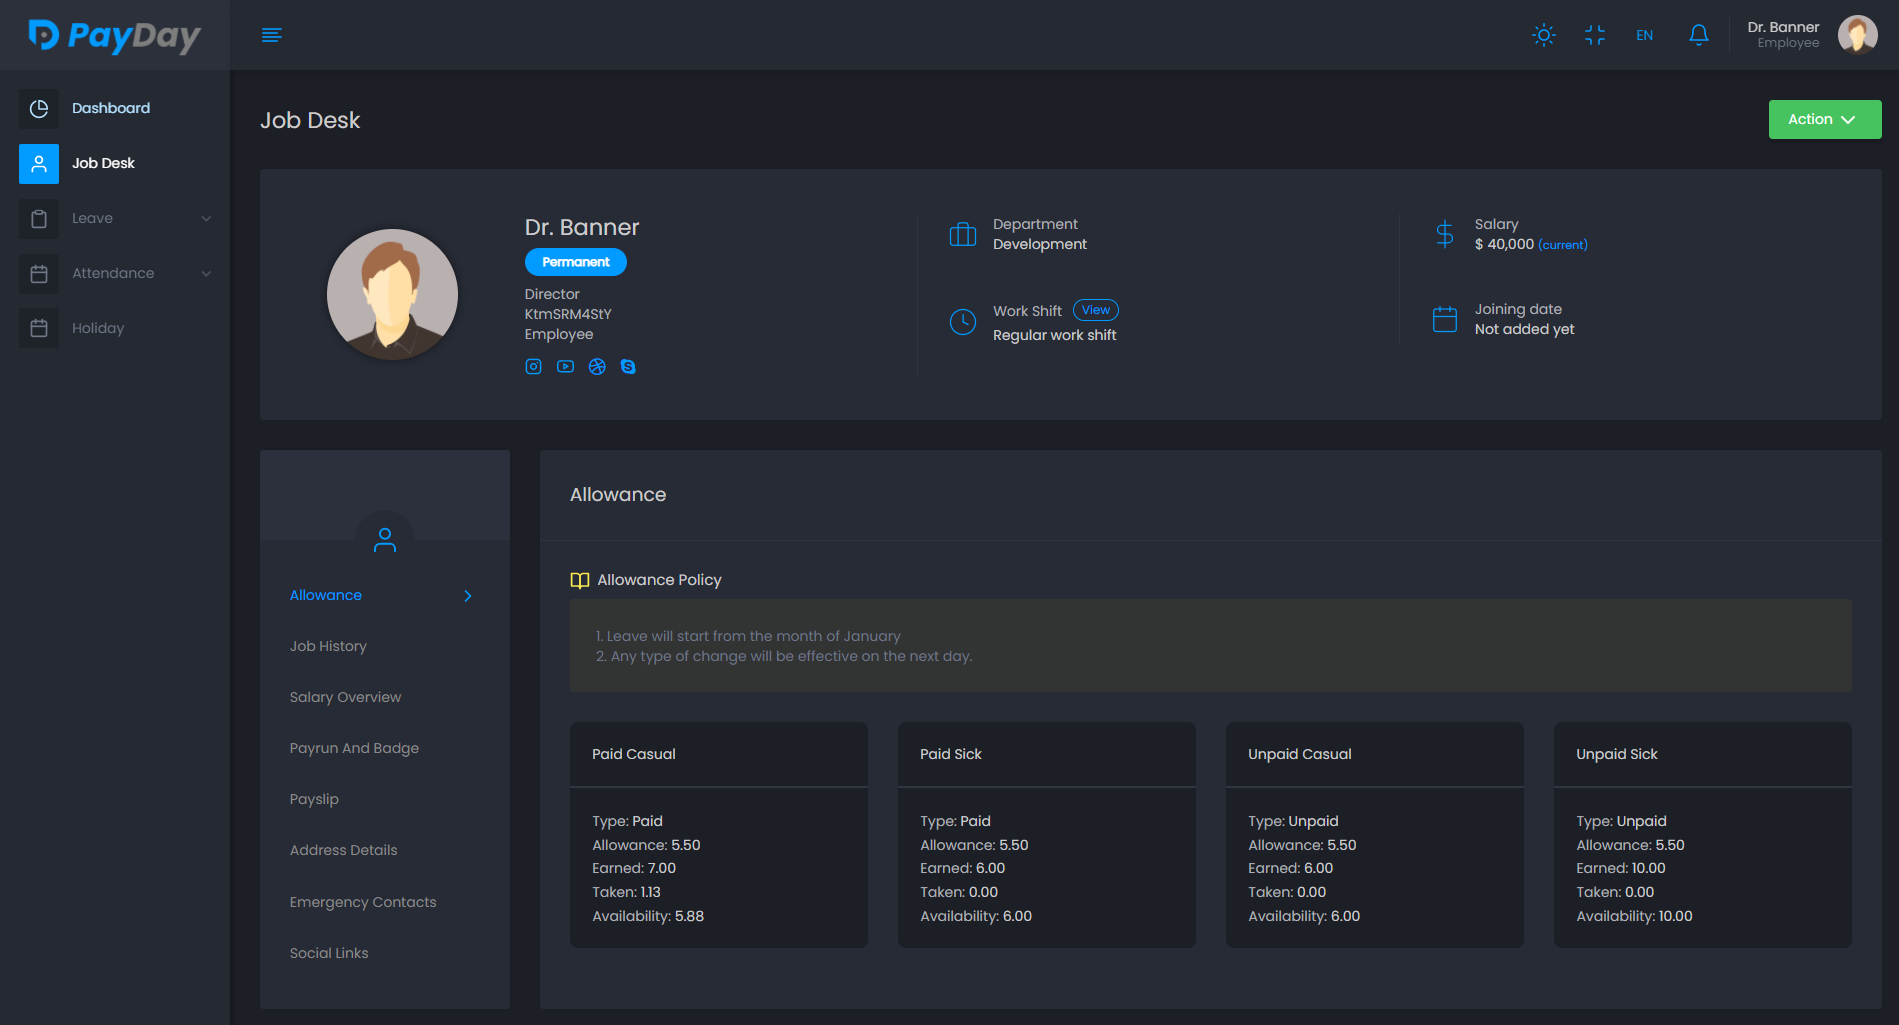 PayDay
EN
Dr. Banner
Employee
Dashboard
Job Desk
Leave
Attendance
Holiday
Job Desk
Action
Dr. Banner
Permanent
Director
KtmSRM4StY
Employee
Department
Development
Work Shift View
Regular work shift
Salary
$ 40,000 (current)
Joining date
Not added yet
Allowance
Job History
Salary Overview
Payrun And Badge
Payslip
Address Details
Emergency Contacts
Social Links
Allowance
Allowance Policy
1. Leave will start from the month of January
2. Any type of change will be effective on the next day.
Paid Casual
Type: Paid
Allowance: 5.50
Earned: 7.00
Taken: 1.13
Availability: 5.88
Paid Sick
Type: Paid
Allowance: 5.50
Earned: 6.00
Taken: 0.00
Availability: 6.00
Unpaid Casual
Type: Unpaid
Allowance: 5.50
Earned: 6.00
Taken: 0.00
Availability: 6.00
Unpaid Sick
Type: Unpaid
Allowance: 5.50
Earned: 10.00
Taken: 0.00
Availability: 10.00